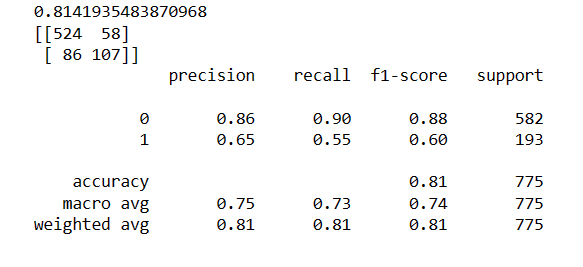 0.8141935483870968
[[524  58]
 [ 86 107]]
              precision    recall  f1-score   support

           0       0.86      0.90      0.88       582
           1       0.65      0.55      0.60       193

    accuracy                           0.81       775
   macro avg       0.75      0.73      0.74       775
weighted avg       0.81      0.81      0.81       775